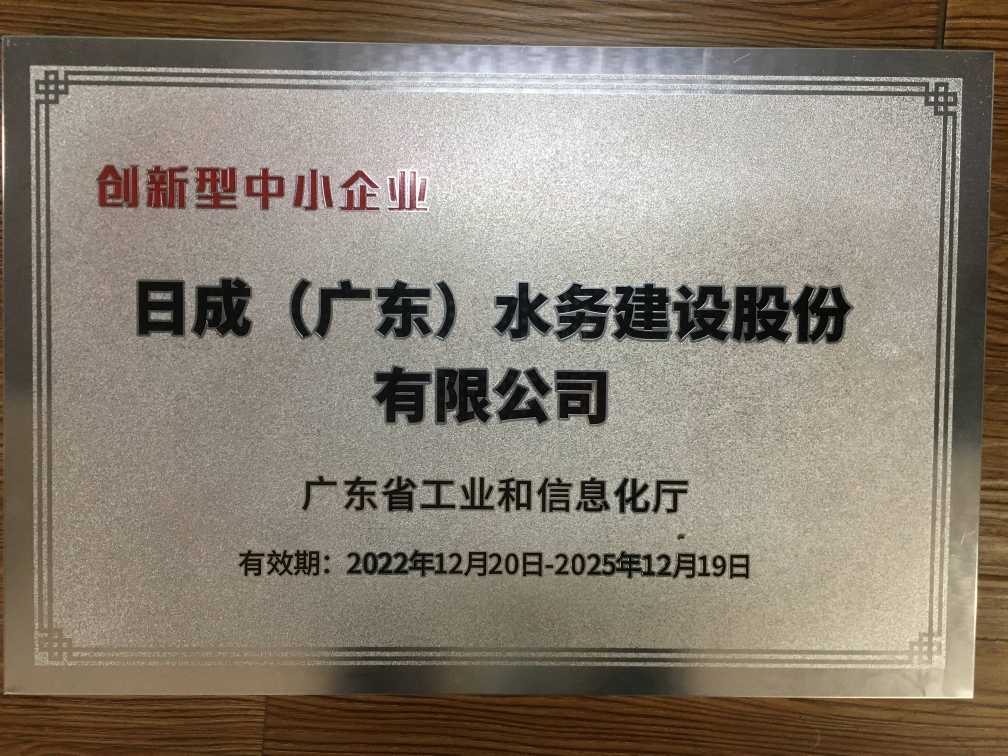 创新型中小企业
日成（广东）水务建设股份
有限公司
广东省工业和信息化厅
有效期：2022年12月20日-2025年12月19日